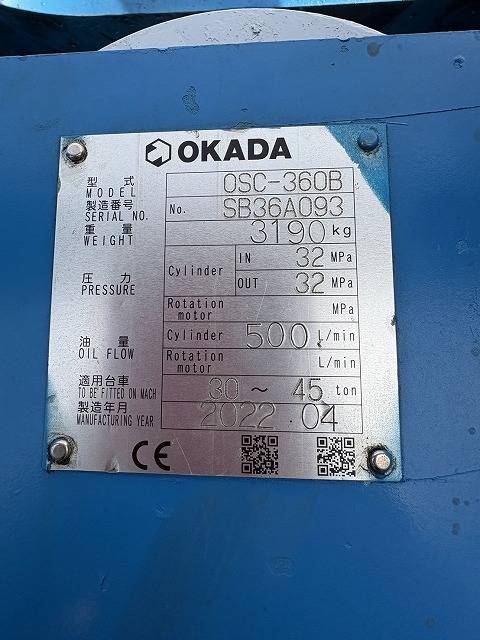 OKADA
型式 MODEL OSC-360B
製造番号 SERIAL NO. No. SB36A093
重量 WEIGHT 3190 kg
圧力 PRESSURE Cylinder IN 32 MPa
OUT 32 MPa
Rotation motor MPa
油量 OIL FLOW Cylinder 500 L/min
Rotation motor L/min
適用台車 TO BE FITTED ON MACH 30 ~ 45 ton
製造年月 MANUFACTURING YEAR 2022.04
CE